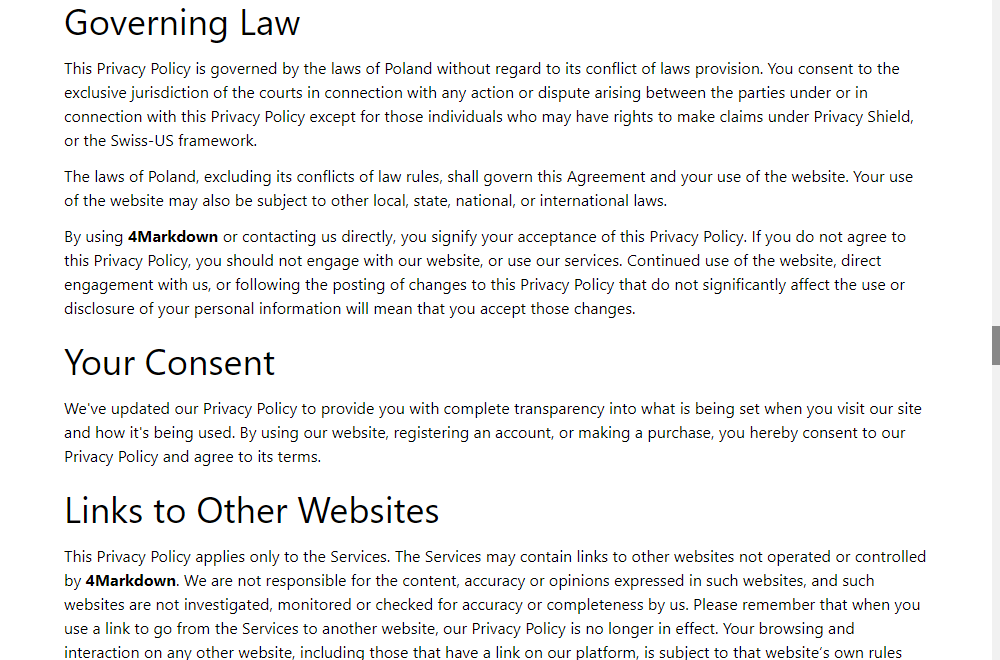 Governing Law
This Privacy Policy is governed by the laws of Poland without regard to its conflict of laws provision. You consent to the
exclusive jurisdiction of the courts in connection with any action or dispute arising between the parties under or in
connection with this Privacy Policy except for those individuals who may have rights to make claims under Privacy Shield,
or the Swiss-US framework.
The laws of Poland, excluding its conflicts of law rules, shall govern this Agreement and your use of the website. Your use
of the website may also be subject to other local, state, national, or international laws.
By using 4Markdown or contacting us directly, you signify your acceptance of this Privacy Policy. If you do not agree to
this Privacy Policy, you should not engage with our website, or use our services. Continued use of the website, direct
engagement with us, or following the posting of changes to this Privacy Policy that do not significantly affect the use or
disclosure of your personal information will mean that you accept those changes.
Your Consent
We've updated our Privacy Policy to provide you with complete transparency into what is being set when you visit our site
and how it's being used. By using our website, registering an account, or making a purchase, you hereby consent to our
Privacy Policy and agree to its terms.
Links to Other Websites
This Privacy Policy applies only to the Services. The Services may contain links to other websites not operated or controlled
by 4Markdown. We are not responsible for the content, accuracy or opinions expressed in such websites, and such
websites are not investigated, monitored or checked for accuracy or completeness by us. Please remember that when you
use a link to go from the Services to another website, our Privacy Policy is no longer in effect. Your browsing and
interaction on any other website, including those that have a link on our platform, is subject to that website's own rules